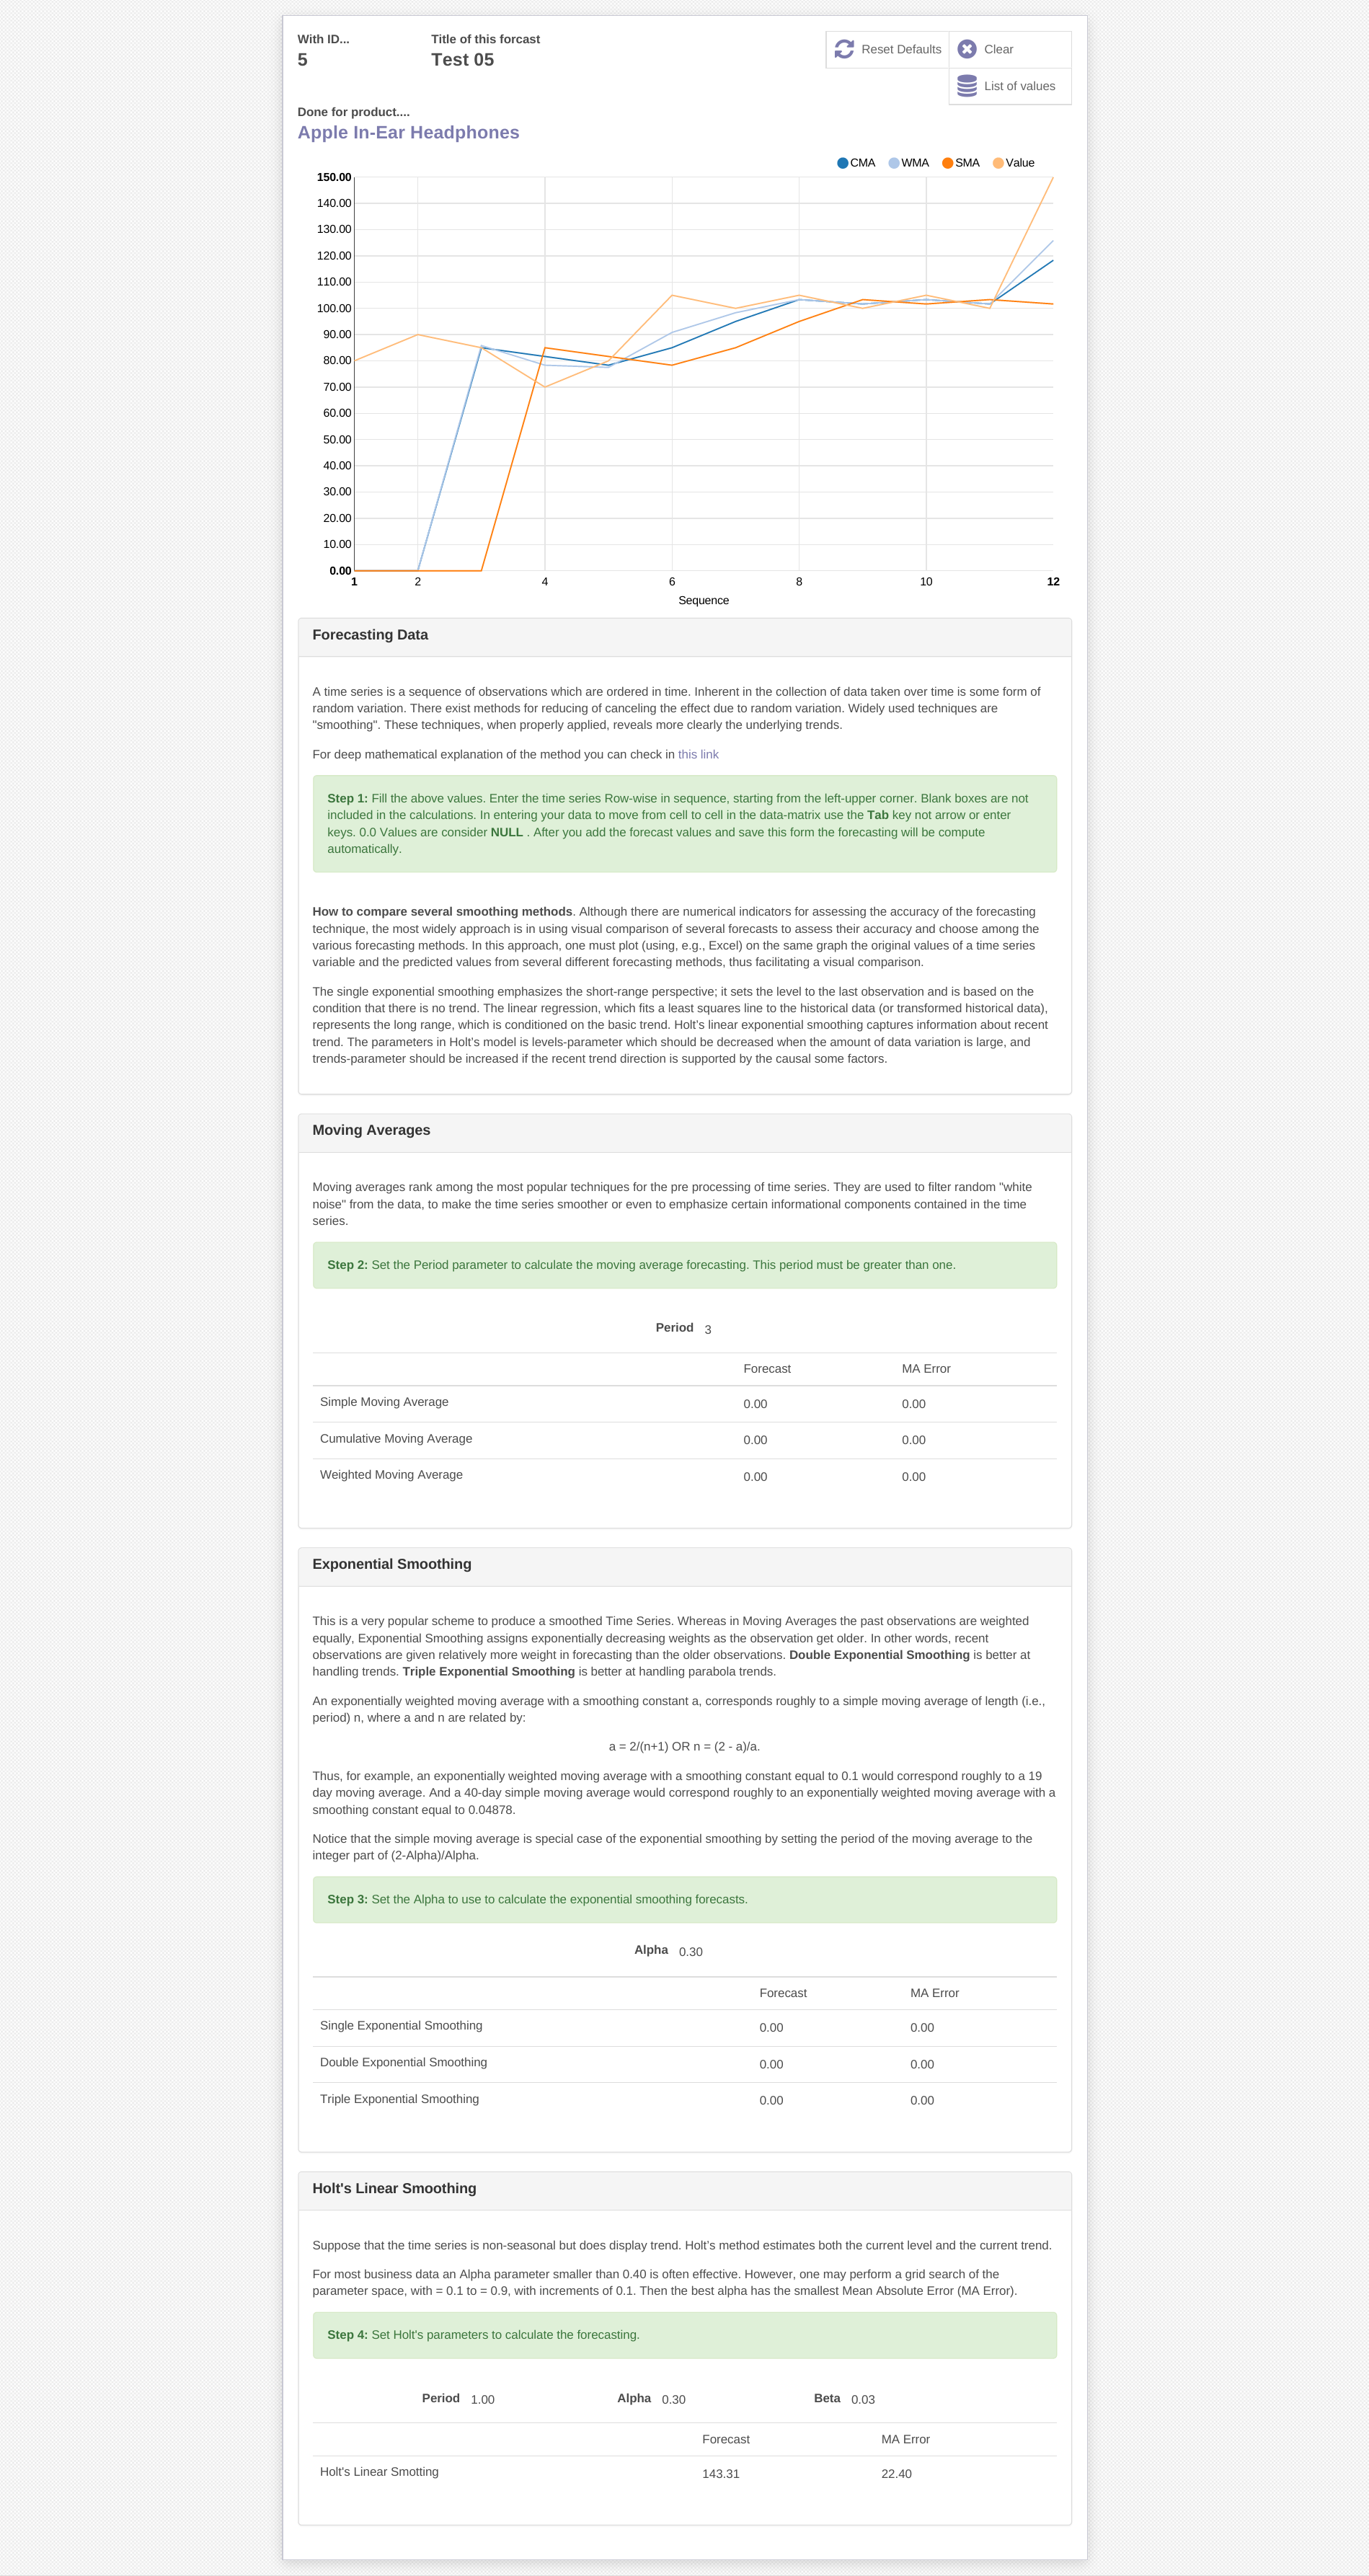 With ID...
5
Title of this forcast
Test 05
Reset Defaults
Clear
List of values
Done for product....
Apple In-Ear Headphones
CMA WMA SMA Value
150.00
140.00
130.00
120.00
110.00
100.00
90.00
80.00
70.00
60.00
50.00
40.00
30.00
20.00
10.00
0.00
1 2 4 6 8 10 12
Sequence
Forecasting Data
A time series is a sequence of observations which are ordered in time. Inherent in the collection of data taken over time is some form of
random variation. There exist methods for reducing of canceling the effect due to random variation. Widely used techniques are
"smoothing". These techniques, when properly applied, reveals more clearly the underlying trends.
For deep mathematical explanation of the method you can check in this link
Step 1: Fill the above values. Enter the time series Row-wise in sequence, starting from the left-upper corner. Blank boxes are not
included in the calculations. In entering your data to move from cell to cell in the data-matrix use the Tab key not arrow or enter
keys. 0.0 Values are consider NULL . After you add the forecast values and save this form the forecasting will be compute
automatically.
How to compare several smoothing methods. Although there are numerical indicators for assessing the accuracy of the forecasting
technique, the most widely approach is in using visual comparison of several forecasts to assess their accuracy and choose among the
various forecasting methods. In this approach, one must plot (using, e.g., Excel) on the same graph the original values of a time series
variable and the predicted values from several different forecasting methods, thus facilitating a visual comparison.
The single exponential smoothing emphasizes the short-range perspective; it sets the level to the last observation and is based on the
condition that there is no trend. The linear regression, which fits a least squares line to the historical data (or transformed historical data),
represents the long range, which is conditioned on the basic trend. Holt's linear exponential smoothing captures information about recent
trend. The parameters in Holt's model is levels-parameter which should be decreased when the amount of data variation is large, and
trends-parameter should be increased if the recent trend direction is supported by the causal some factors.
Moving Averages
Moving averages rank among the most popular techniques for the pre processing of time series. They are used to filter random "white
noise" from the data, to make the time series smoother or even to emphasize certain informational components contained in the time
series.
Step 2: Set the Period parameter to calculate the moving average forecasting. This period must be greater than one.
Period 3
Forecast MA Error
Simple Moving Average 0.00 0.00
Cumulative Moving Average 0.00 0.00
Weighted Moving Average 0.00 0.00
Exponential Smoothing
This is a very popular scheme to produce a smoothed Time Series. Whereas in Moving Averages the past observations are weighted
equally, Exponential Smoothing assigns exponentially decreasing weights as the observation get older. In other words, recent
observations are given relatively more weight in forecasting than the older observations. Double Exponential Smoothing is better at
handling trends. Triple Exponential Smoothing is better at handling parabola trends.
An exponentially weighted moving average with a smoothing constant a, corresponds roughly to a simple moving average of length (i.e.,
period) n, where a and n are related by:
a = 2/(n+1) OR n = (2 - a)/a.
Thus, for example, an exponentially weighted moving average with a smoothing constant equal to 0.1 would correspond roughly to a 19
day moving average. And a 40-day simple moving average would correspond roughly to an exponentially weighted moving average with a
smoothing constant equal to 0.04878.
Notice that the simple moving average is special case of the exponential smoothing by setting the period of the moving average to the
integer part of (2-Alpha)/Alpha.
Step 3: Set the Alpha to use to calculate the exponential smoothing forecasts.
Alpha 0.30
Forecast MA Error
Single Exponential Smoothing 0.00 0.00
Double Exponential Smoothing 0.00 0.00
Triple Exponential Smoothing 0.00 0.00
Holt's Linear Smoothing
Suppose that the time series is non-seasonal but does display trend. Holt's method estimates both the current level and the current trend.
For most business data an Alpha parameter smaller than 0.40 is often effective. However, one may perform a grid search of the
parameter space, with = 0.1 to = 0.9, with increments of 0.1. Then the best alpha has the smallest Mean Absolute Error (MA Error).
Step 4: Set Holt's parameters to calculate the forecasting.
Period 1.00 Alpha 0.30 Beta 0.03
Forecast MA Error
Holt's Linear Smotting 143.31 22.40